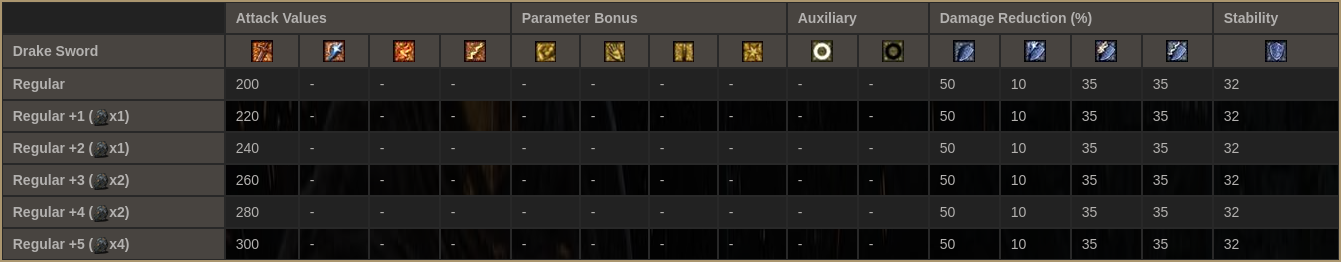 Attack Values Parameter Bonus Auxiliary Damage Reduction (%) Stability
Drake Sword
Regular 200 - - - - - - - - - 50 10 35 35 32
Regular +1 (x1) 220 - - - - - - - - - 50 10 35 35 32
Regular +2 (x1) 240 - - - - - - - - - 50 10 35 35 32
Regular +3 (x2) 260 - - - - - - - - - 50 10 35 35 32
Regular +4 (x2) 280 - - - - - - - - - 50 10 35 35 32
Regular +5 (x4) 300 - - - - - - - - - 50 10 35 35 32